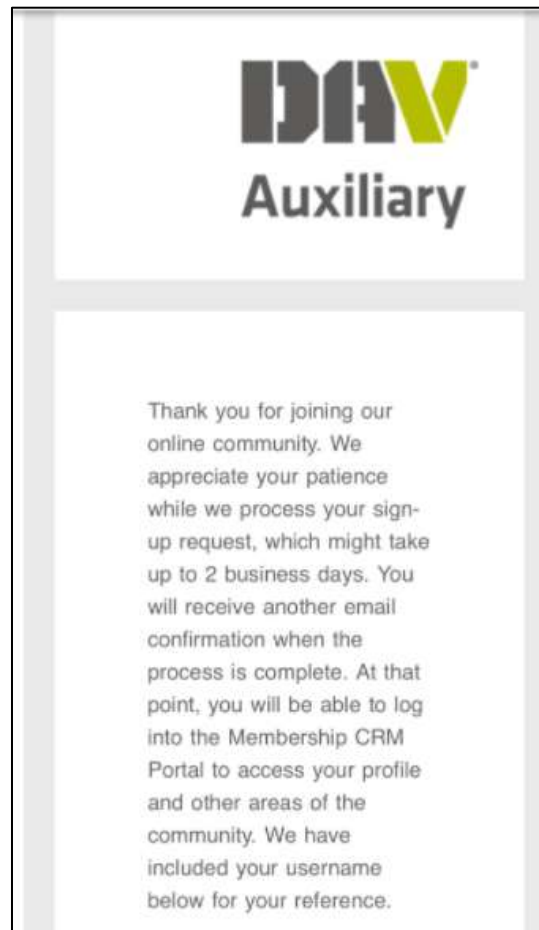 DAV®
Auxiliary
Thank you for joining our
online community. We
appreciate your patience
while we process your sign-
up request, which might take
up to 2 business days. You
will receive another email
confirmation when the
process is complete. At that
point, you will be able to log
into the Membership CRM
Portal to access your profile
and other areas of the
community. We have
included your username
below for your reference.